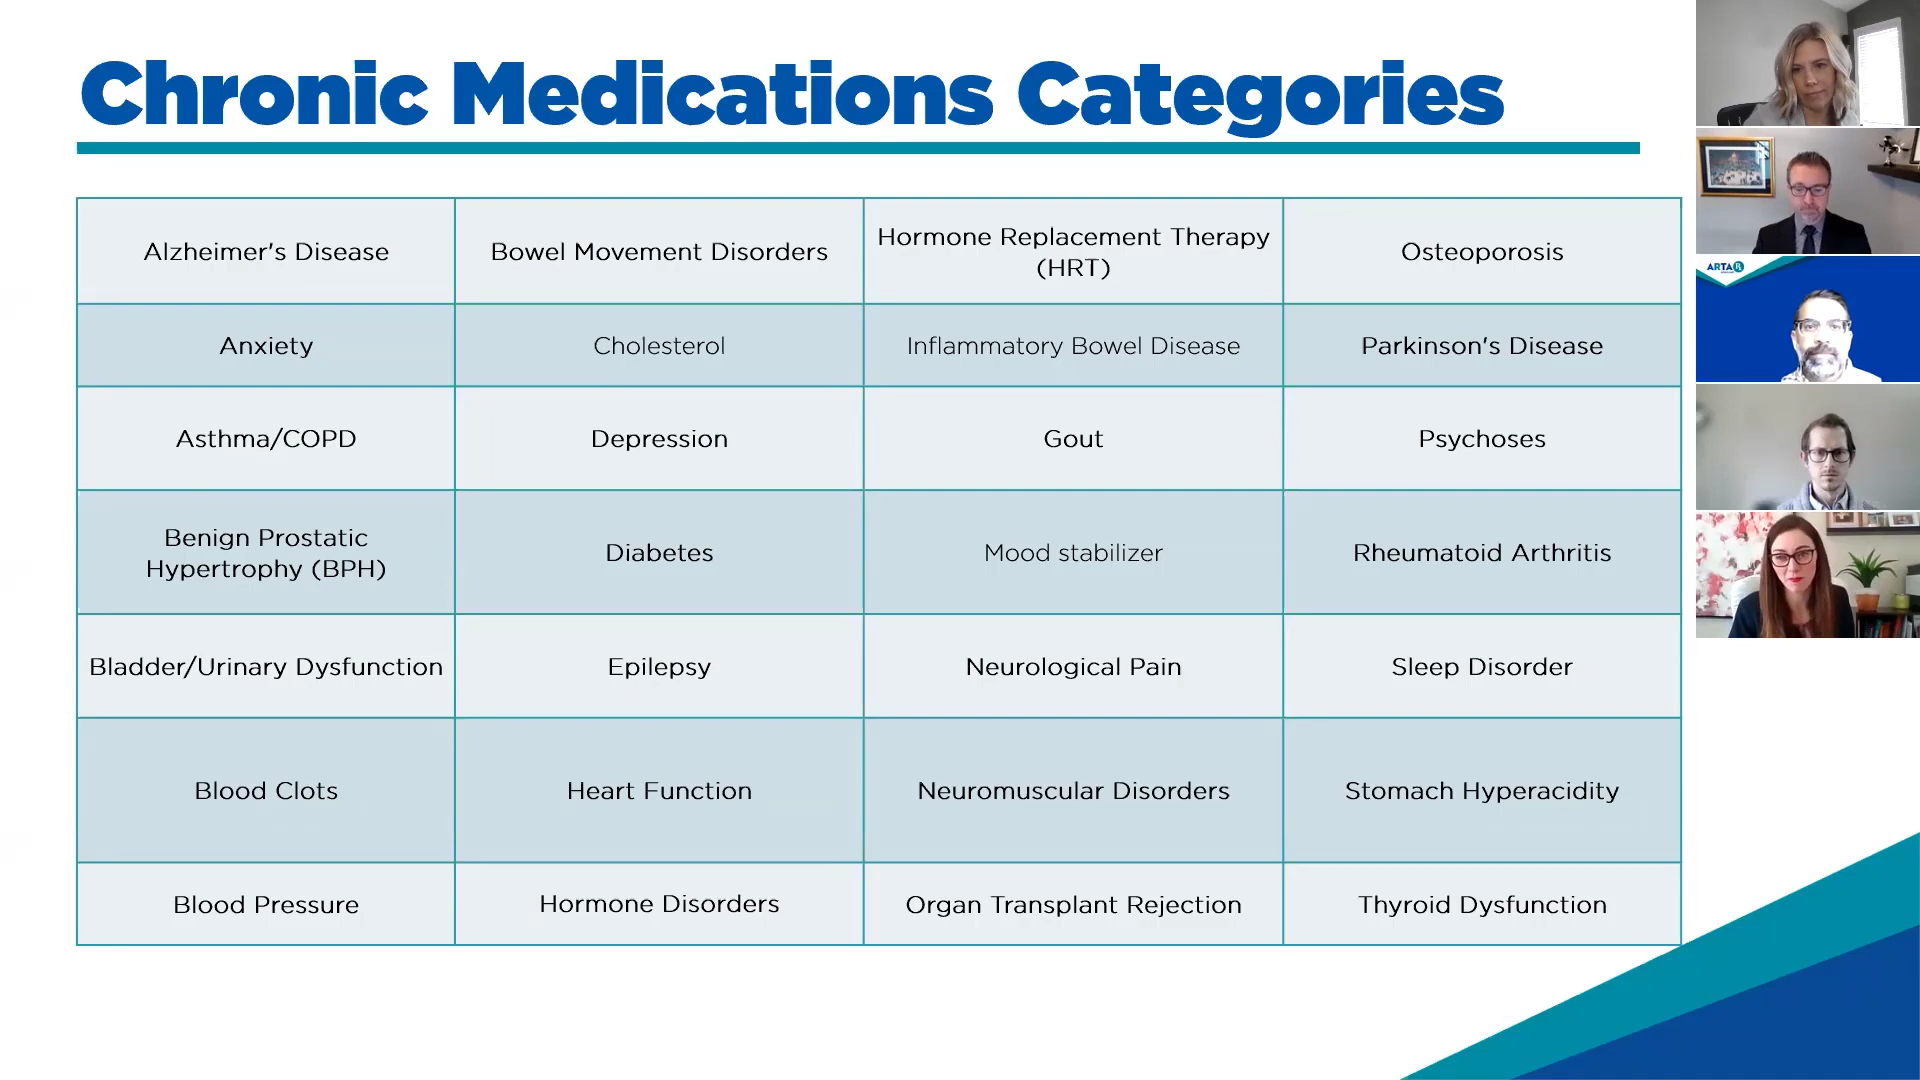 Chronic Medications Categories
Alzheimer's Disease
Bowel Movement Disorders
Hormone Replacement Therapy
(HRT)
Osteoporosis
Anxiety
Cholesterol
Inflammatory Bowel Disease
Parkinson's Disease
Asthma/COPD
Depression
Gout
Psychoses
Benign Prostatic
Hypertrophy (BPH)
Diabetes
Mood stabilizer
Rheumatoid Arthritis
Bladder/Urinary Dysfunction
Epilepsy
Neurological Pain
Sleep Disorder
Blood Clots
Heart Function
Neuromuscular Disorders
Stomach Hyperacidity
Blood Pressure
Hormone Disorders
Organ Transplant Rejection
Thyroid Dysfunction
ARTA